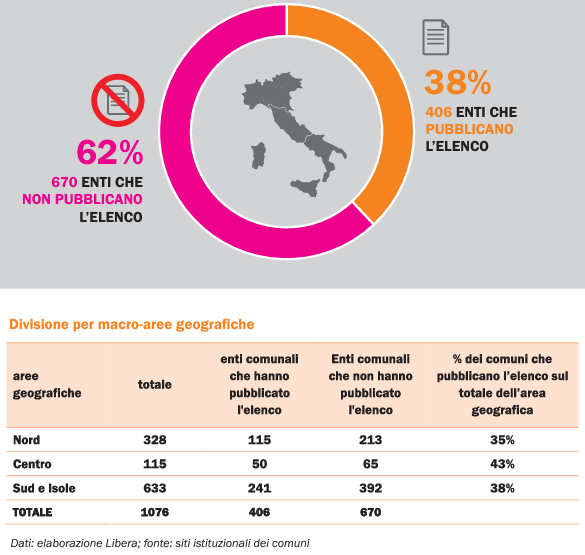 62%
670 ENTI CHE
NON PUBBLICANO
L'ELENCO
38%
406 ENTI CHE
PUBBLICANO
L'ELENCO
Divisione per macro-aree geografiche
aree geografiche | totale | enti comunali che hanno pubblicato l'elenco | Enti comunali che non hanno pubblicato l'elenco | % dei comuni che pubblicano l'elenco sul totale dell'area geografica
Nord 328 115 213 35%
Centro 115 50 65 43%
Sud e Isole 633 241 392 38%
TOTALE 1076 406 670
Dati: elaborazione Libera; fonte: siti istituzionali dei comuni